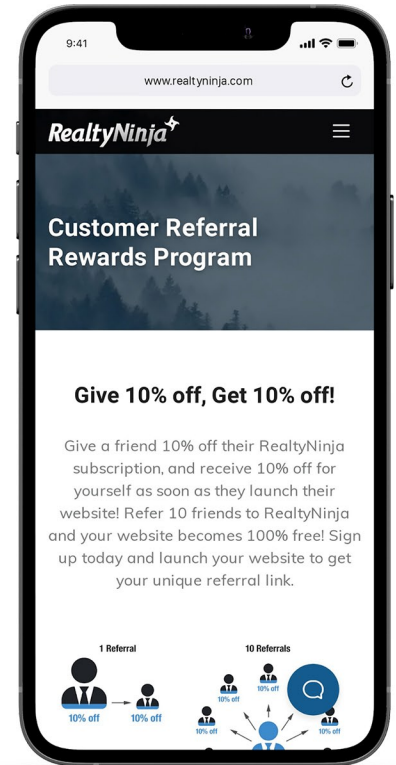 9:41
www.realtyninja.com
RealtyNinja
Customer Referral
Rewards Program
Give 10% off, Get 10% off!
Give a friend 10% off their RealtyNinja
subscription, and receive 10% off for
yourself as soon as they launch their
website! Refer 10 friends to RealtyNinja
and your website becomes 100% free! Sign
up today and launch your website to get
your unique referral link.
1 Referral
10% off
10% off
10 Referrals
10% off
10% off
10% off
10% off